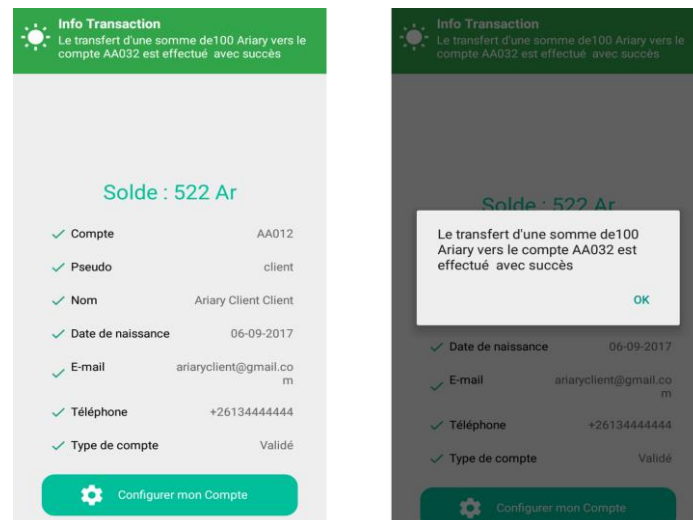 Info Transaction
Le transfert d'une somme de100 Ariary vers le
compte AA032 est effectué  avec succès
Solde : 522 Ar
Compte AA012
Pseudo client
Nom Ariary Client Client
Date de naissance 06-09-2017
E-mail ariaryclient@gmail.co
m
Téléphone +26134444444
Type de compte Validé
Configurer mon Compte
Info Transaction
Le transfert d'une somme de100 Ariary vers le
compte AA032 est effectué  avec succès
Solde : 522 Ar
Le transfert d'une somme de100
Ariary vers le compte AA032 est
effectué  avec succès
OK
Date de naissance 06-09-2017
E-mail ariaryclient@gmail.co
m
Téléphone +26134444444
Type de compte Validé
Configurer mon Compte